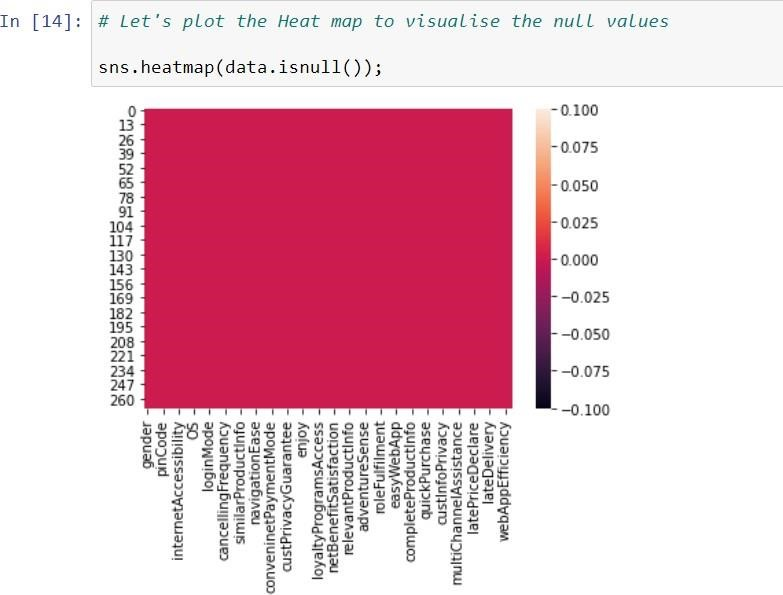 In [14]: # Let's plot the Heat map to visualise the null values
sns.heatmap(data.isnull());
0
13
26
39
52
65
78
91
104
117
130
143
156
169
182
195
208
221
234
247
260
0.100
0.075
0.050
0.025
0.000
−0.025
−0.050
−0.075
−0.100
gender
pinCode
internetAccessibility
OS
loginMode
cancellingFrequency
similarProductInfo
navigationEase
conveninetPaymentMode
custPrivacyGuarantee
enjoy
loyaltyProgramsAccess
netBenefitSatisfaction
relevantProductInfo
adventureSense
roleFulfilment
easyWebApp
completeProductInfo
quickPurchase
custInfoPrivacy
multiChannelAssistance
latePriceDeclare
lateDelivery
webAppEfficiency